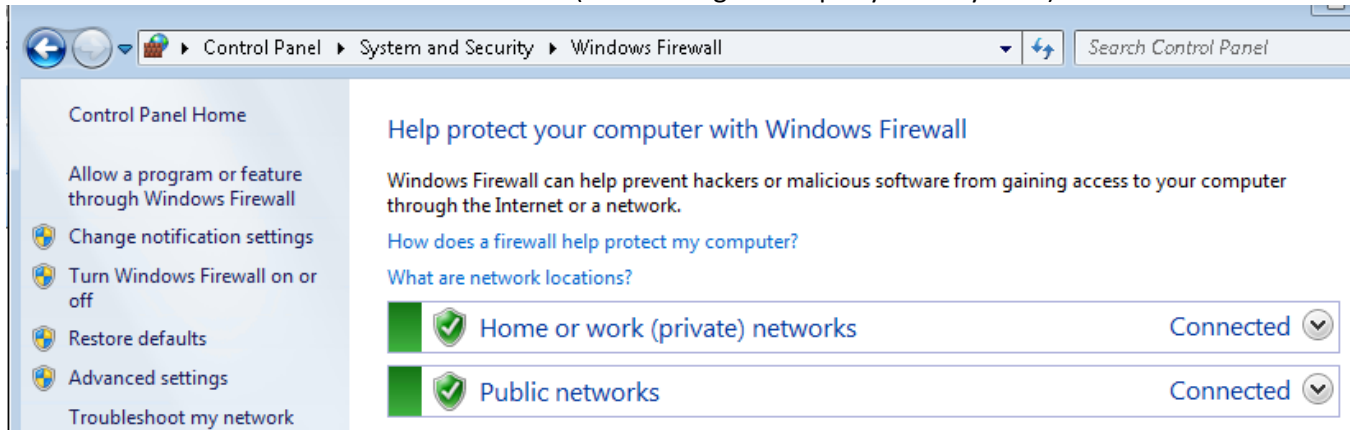 Control Panel ▸ System and Security ▸ Windows Firewall
Search Control Panel
Control Panel Home
Allow a program or feature
through Windows Firewall
Change notification settings
Turn Windows Firewall on or
off
Restore defaults
Advanced settings
Troubleshoot my network
Help protect your computer with Windows Firewall
Windows Firewall can help prevent hackers or malicious software from gaining access to your computer
through the Internet or a network.
How does a firewall help protect my computer?
What are network locations?
Home or work (private) networks Connected
Public networks Connected